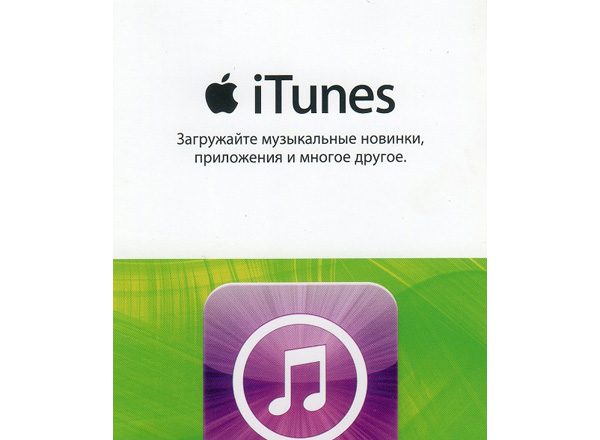 iTunes
Загружайте музыкальные новинки,
приложения и многое другое.